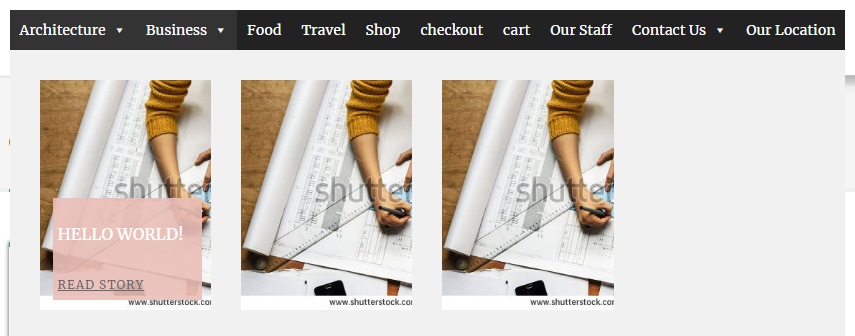 Architecture ▼ Business ▼ Food Travel Shop checkout cart Our Staff Contact Us ▼ Our Location
shutte shutte shutte
HELLO WORLD!
READ STORY
www.shutterstock.com www.shutterstock.com www.shutterstock.com